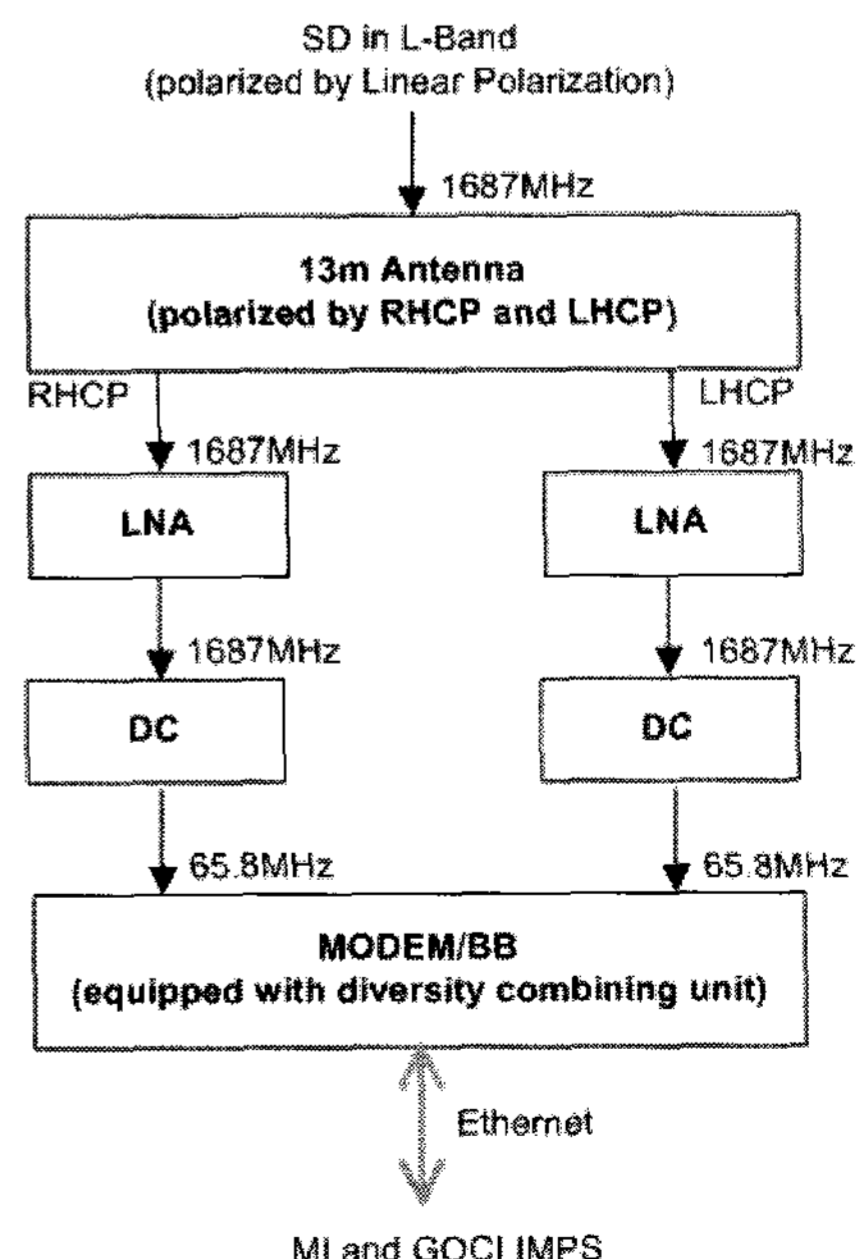 SD in L-Band
(polarized by Linear Polarization)
1687MHz
13m Antenna
(polarized by RHCP and LHCP)
RHCP
LHCP
1687MHz
1687MHz
LNA
LNA
1687MHz
1687MHz
DC
DC
65.8MHz
65.8MHz
MODEM/BB
(equipped with diversity combining unit)
Ethernet
MI and GOCI IMPS